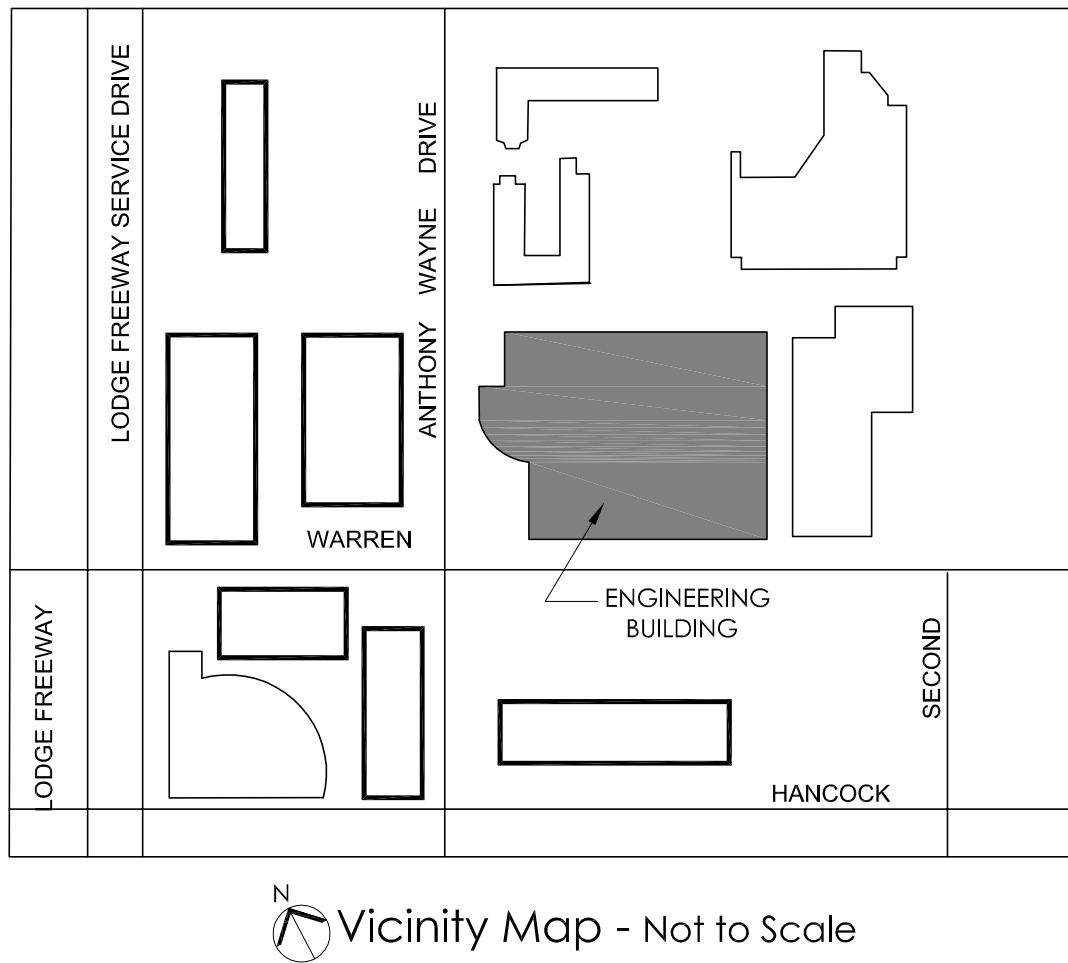 LODGE FREEWAY SERVICE DRIVE
ANTHONY WAYNE DRIVE
WARREN
LODGE FREEWAY
ENGINEERING
BUILDING
SECOND
HANCOCK
N
Vicinity Map - Not to Scale